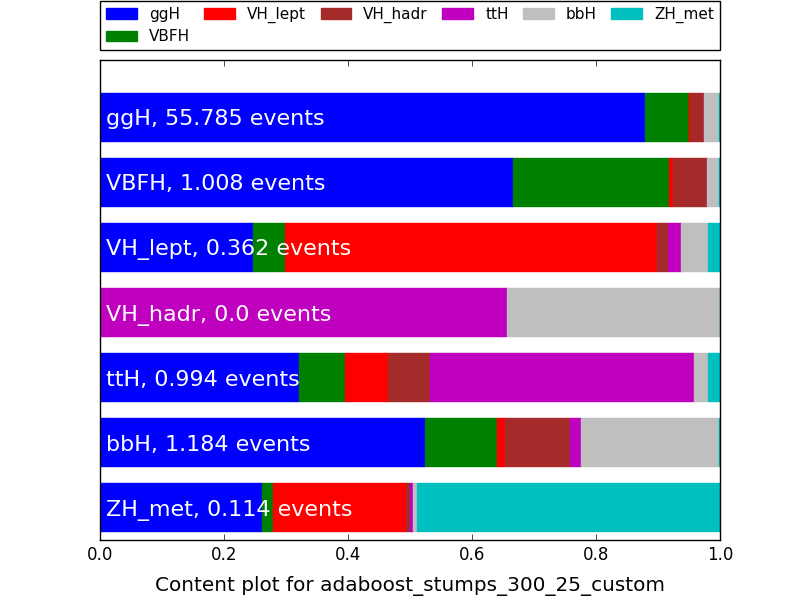 ggH VH_lept VH_hadr ttH bbH ZH_met
VBFH
ggH, 55.785 events
VBFH, 1.008 events
VH_lept, 0.362 events
VH_hadr, 0.0 events
ttH, 0.994 events
bbH, 1.184 events
ZH_met, 0.114 events
0.0 0.2 0.4 0.6 0.8 1.0
Content plot for adaboost_stumps_300_25_custom